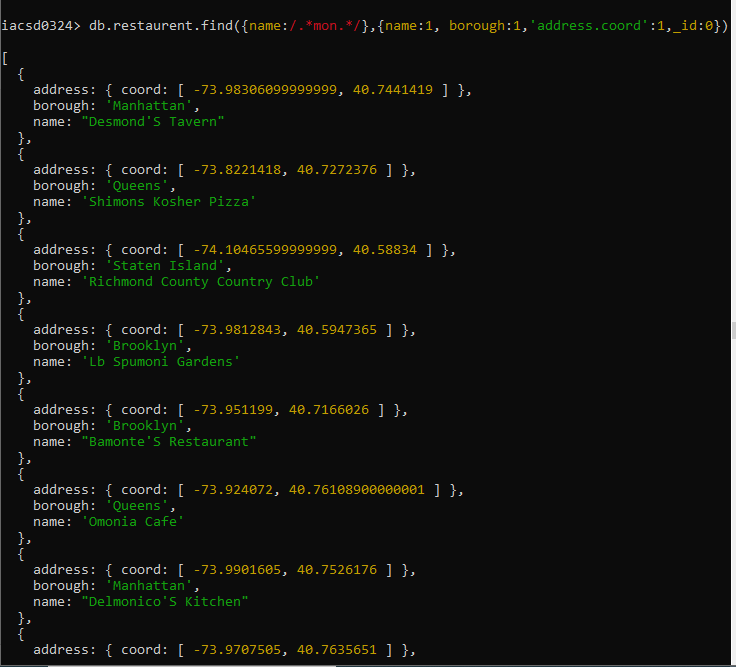 iacsd0324> db.restaurent.find({name:/.*mon.*/},{name:1, borough:1,'address.coord':1,_id:0})
[
  {
    address: { coord: [ -73.98306099999999, 40.7441419 ] },
    borough: 'Manhattan',
    name: "Desmond'S Tavern"
  },
  {
    address: { coord: [ -73.8221418, 40.7272376 ] },
    borough: 'Queens',
    name: 'Shimons Kosher Pizza'
  },
  {
    address: { coord: [ -74.10465599999999, 40.58834 ] },
    borough: 'Staten Island',
    name: 'Richmond County Country Club'
  },
  {
    address: { coord: [ -73.9812843, 40.5947365 ] },
    borough: 'Brooklyn',
    name: 'Lb Spumoni Gardens'
  },
  {
    address: { coord: [ -73.951199, 40.7166026 ] },
    borough: 'Brooklyn',
    name: "Bamonte'S Restaurant"
  },
  {
    address: { coord: [ -73.924072, 40.76108900000001 ] },
    borough: 'Queens',
    name: 'Omonia Cafe'
  },
  {
    address: { coord: [ -73.9901605, 40.7526176 ] },
    borough: 'Manhattan',
    name: "Delmonico'S Kitchen"
  },
  {
    address: { coord: [ -73.9707505, 40.7635651 ] },